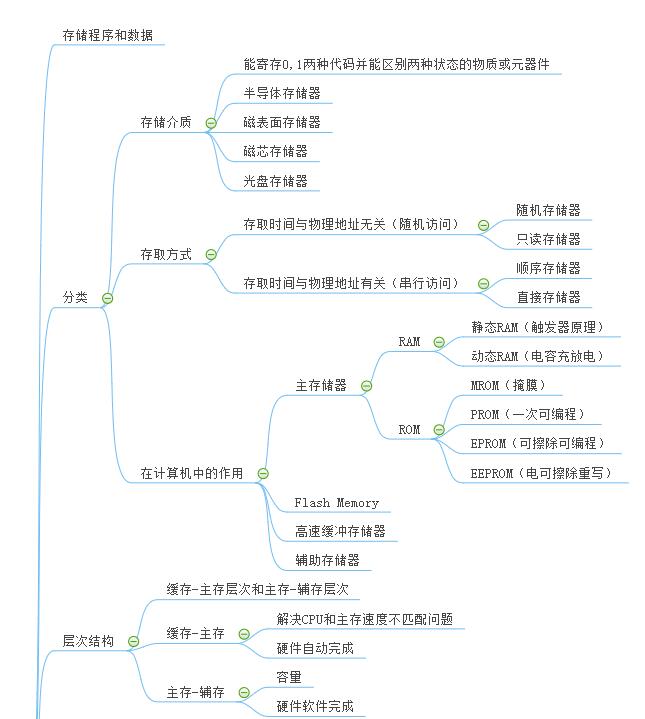 存储程序和数据
分类
存储介质
能寄存0,1两种代码并能区别两种状态的物质或元器件
半导体存储器
磁表面存储器
磁芯存储器
光盘存储器
存取方式
存取时间与物理地址无关（随机访问）
随机存储器
只读存储器
存取时间与物理地址有关（串行访问）
顺序存储器
直接存储器
在计算机中的作用
主存储器
RAM
静态RAM（触发器原理）
动态RAM（电容充放电）
ROM
MROM（掩膜）
PROM（一次可编程）
EPROM（可擦除可编程）
EEPROM（电可擦除重写）
Flash Memory
高速缓冲存储器
辅助存储器
层次结构
缓存-主存层次和主存-辅存层次
缓存-主存
解决CPU和主存速度不匹配问题
硬件自动完成
主存-辅存
容量
硬件软件完成